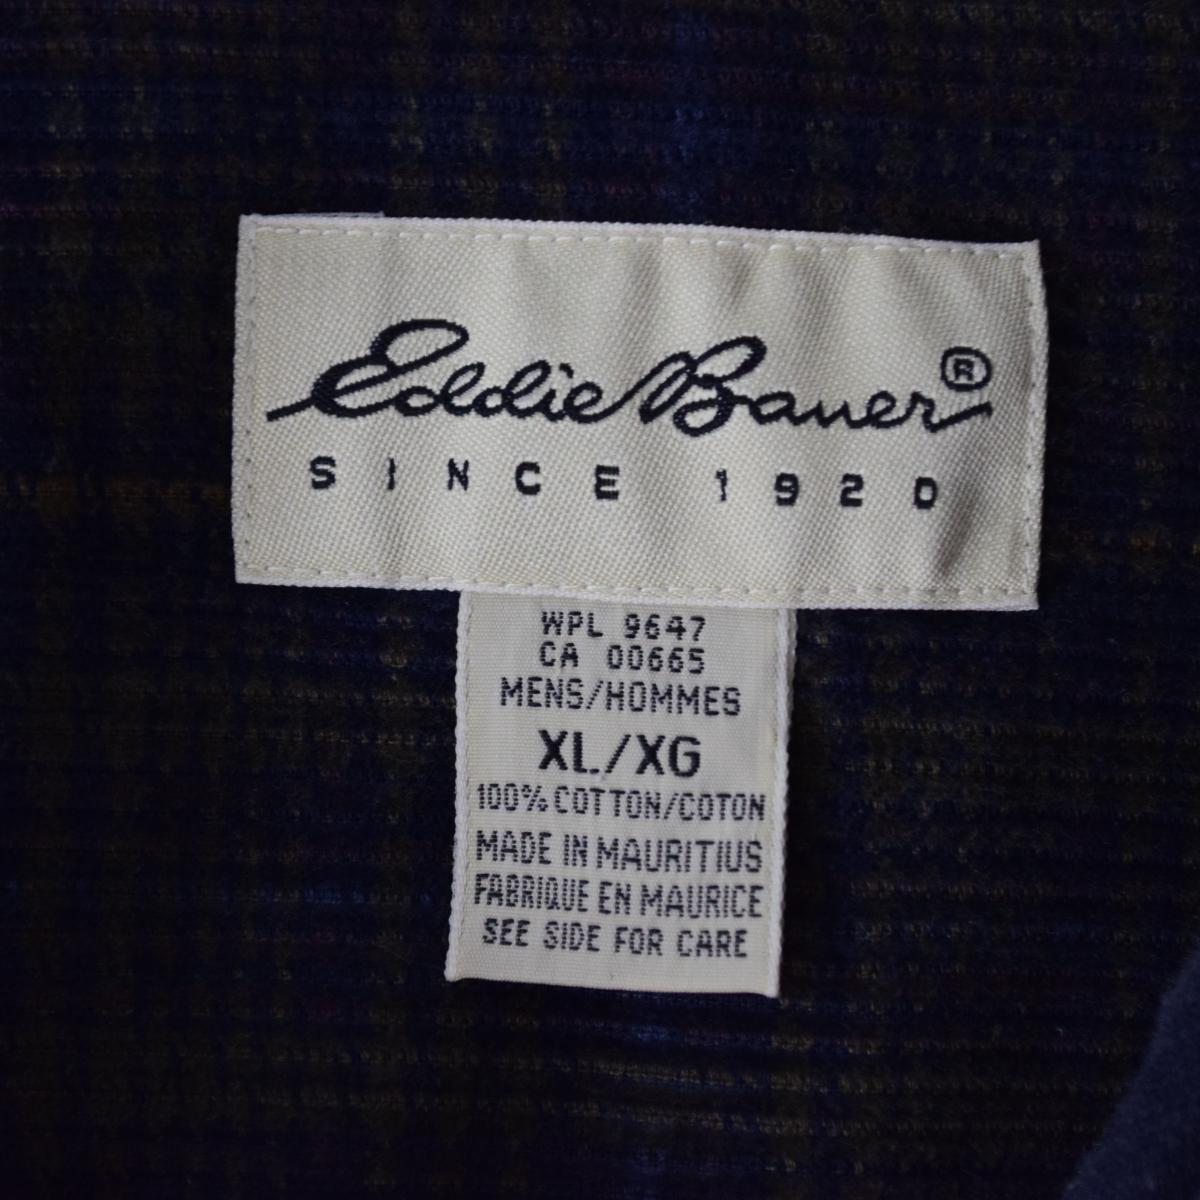 Eddie Bauer®
SINCE 1920
WPL 9647
CA 00665
MENS/HOMMES
XL/XG
100% COTTON/COTON
MADE IN MAURITIUS
FABRIQUE EN MAURICE
SEE SIDE FOR CARE